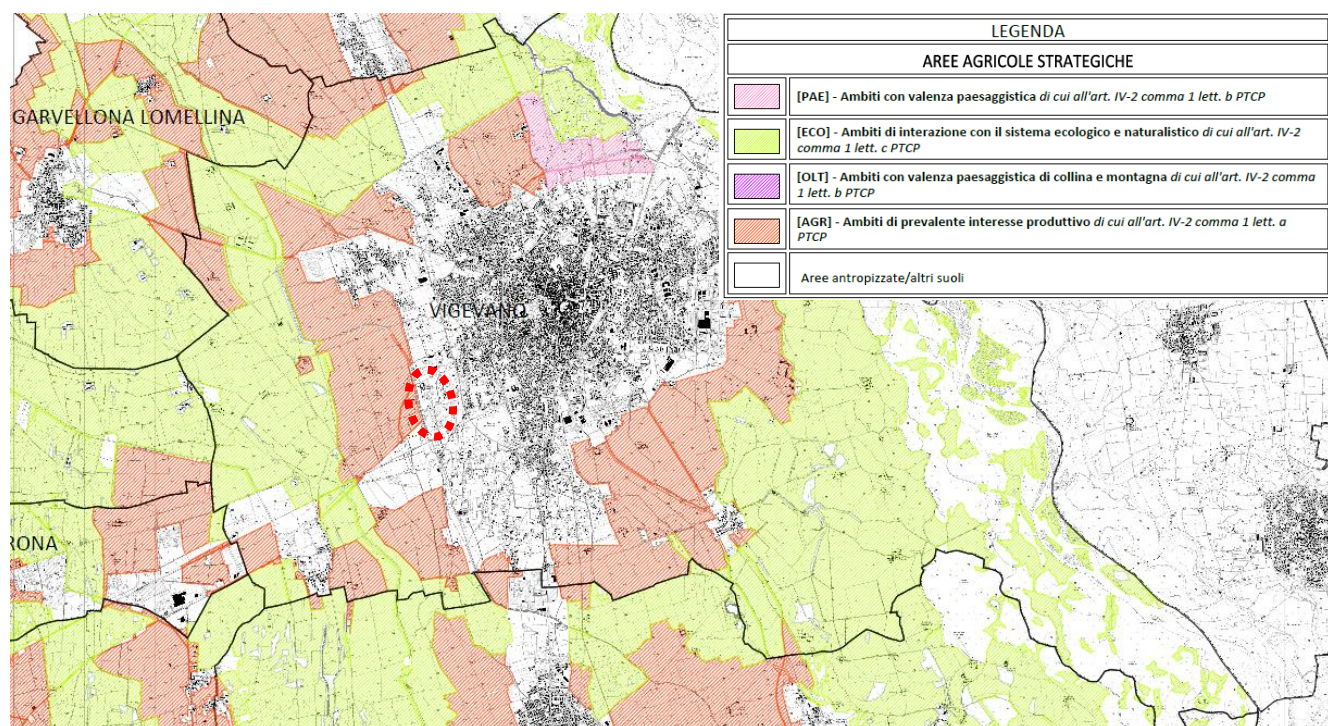 LEGENDA
AREE AGRICOLE STRATEGICHE
[PAE] - Ambiti con valenza paesaggistica di cui all'art. IV-2 comma 1 lett. b PTCP
[ECO] - Ambiti di interazione con il sistema ecologico e naturalistico di cui all'art. IV-2
comma 1 lett. c PTCP
[OLT] - Ambiti con valenza paesaggistica di collina e montagna di cui all'art. IV-2 comma
1 lett. b PTCP
[AGR] - Ambiti di prevalente interesse produttivo di cui all'art. IV-2 comma 1 lett. a
PTCP
Aree antropizzate/altri suoli
GARVELLONA LOMELLINA
VIGEVANO
RONA